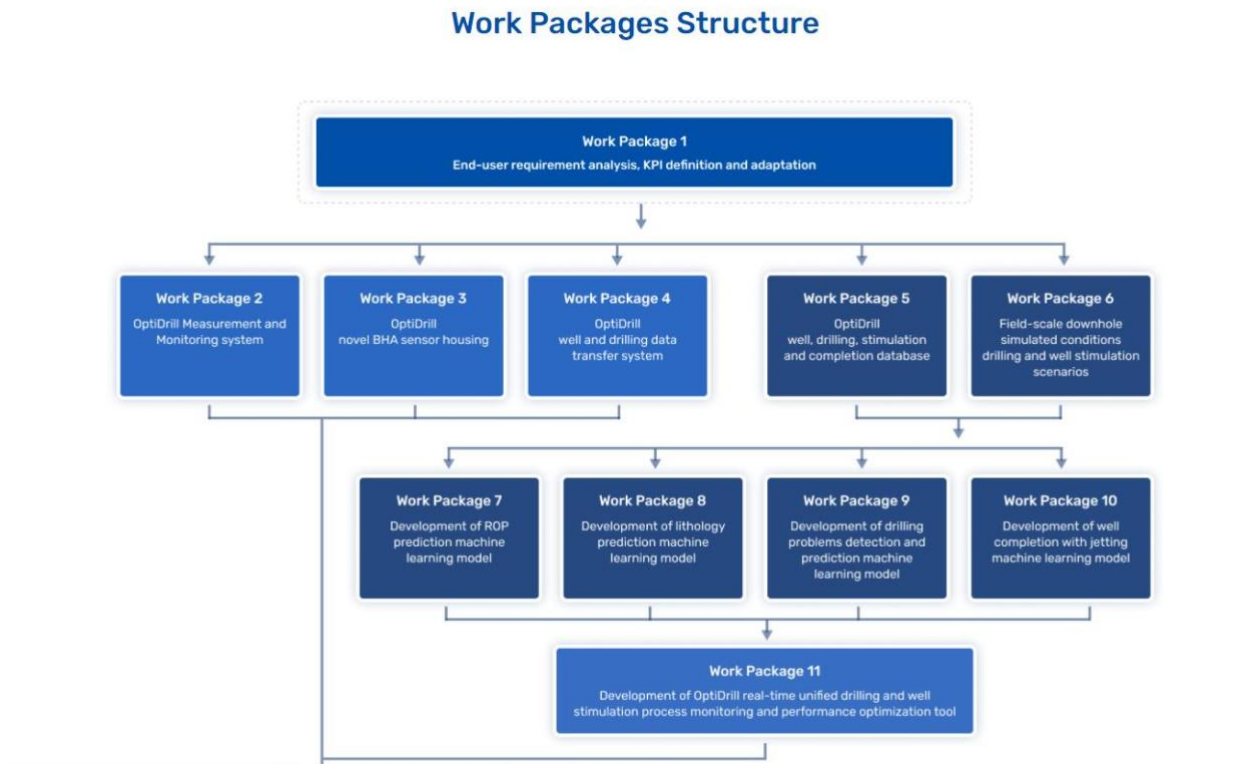 Work Packages Structure
Work Package 1
End-user requirement analysis, KPI definition and adaptation
Work Package 2
OptiDrill Measurement and
Monitoring system
Work Package 3
OptiDrill
novel BHA sensor housing
Work Package 4
OptiDrill
well and drilling data
transfer system
Work Package 5
OptiDrill
well, drilling, stimulation
and completion database
Work Package 6
Field-scale downhole
simulated conditions
drilling and well stimulation
scenarios
Work Package 7
Development of ROP
prediction machine
learning model
Work Package 8
Development of lithology
prediction machine
learning model
Work Package 9
Development of drilling
problems detection and
prediction machine
learning model
Work Package 10
Development of well
completion with jetting
machine learning model
Work Package 11
Development of OptiDrill real-time unified drilling and well
stimulation process monitoring and performance optimization tool